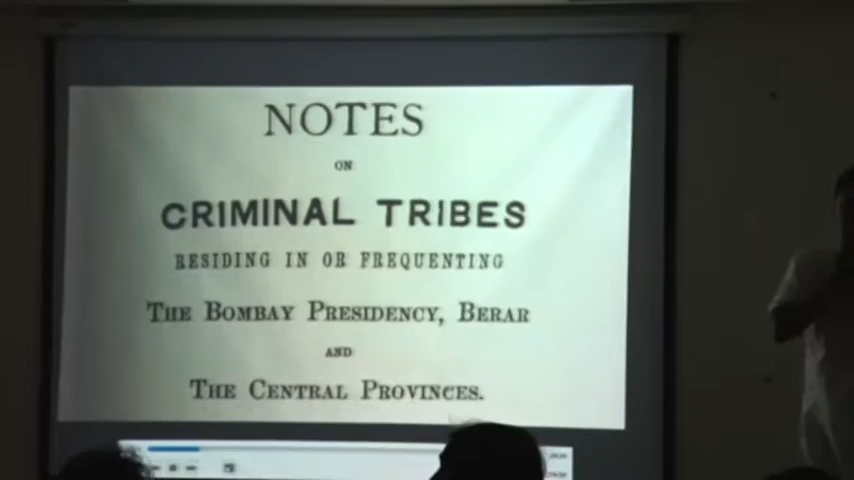 NOTES
ON
CRIMINAL TRIBES
RESIDING IN OR FREQUENTING
THE BOMBAY PRESIDENCY, BERAR
AND
THE CENTRAL PROVINCES.